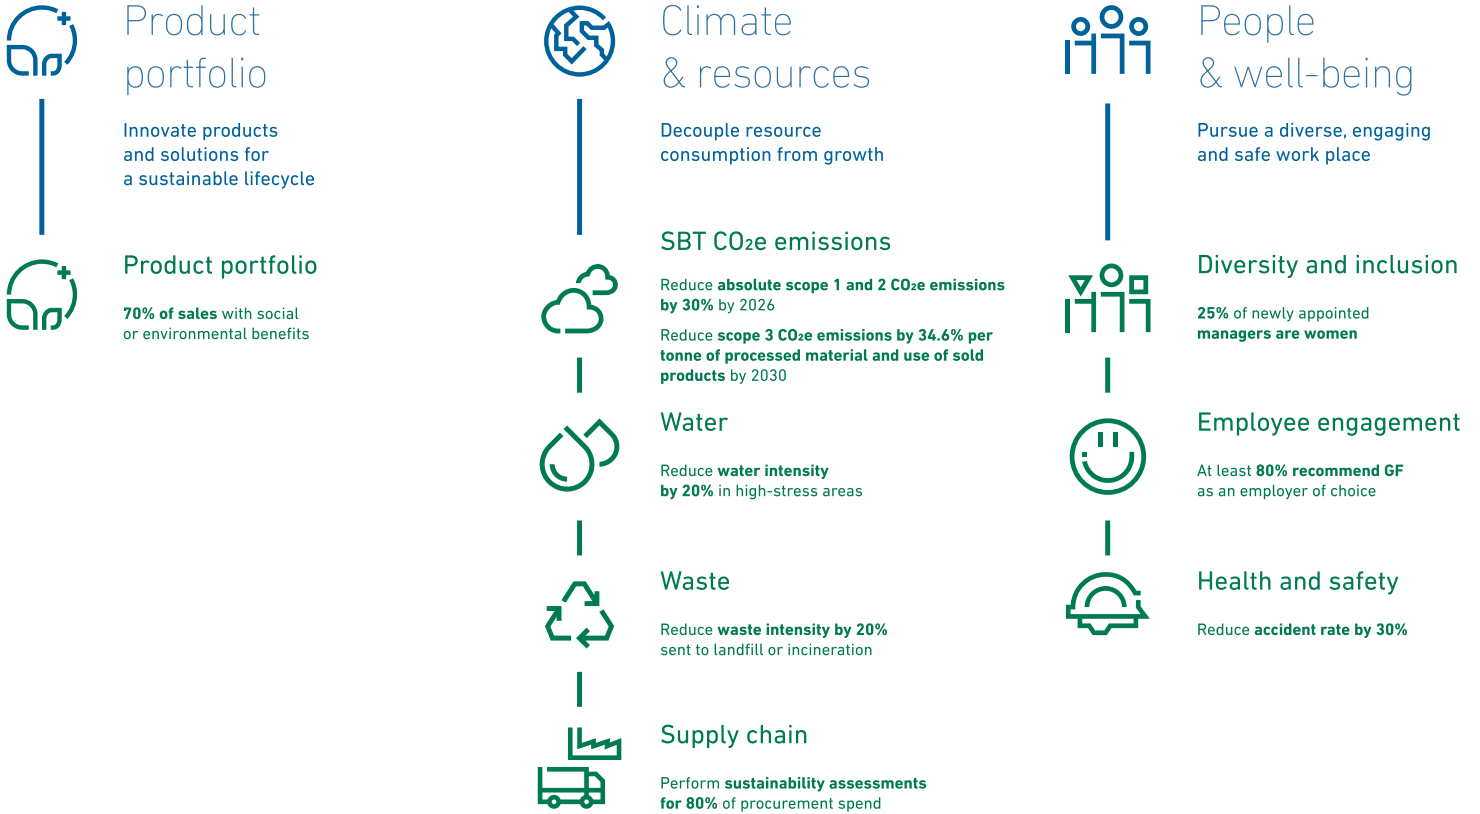 Product
portfolio
Innovate products
and solutions for
a sustainable lifecycle
Product portfolio
70% of sales with social
or environmental benefits
Climate
& resources
Decouple resource
consumption from growth
SBT CO₂e emissions
Reduce absolute scope 1 and 2 CO₂e emissions
by 30% by 2026
Reduce scope 3 CO₂e emissions by 34.6% per
tonne of processed material and use of sold
products by 2030
Water
Reduce water intensity
by 20% in high-stress areas
Waste
Reduce waste intensity by 20%
sent to landfill or incineration
Supply chain
Perform sustainability assessments
for 80% of procurement spend
People
& well-being
Pursue a diverse, engaging
and safe work place
Diversity and inclusion
25% of newly appointed
managers are women
Employee engagement
At least 80% recommend GF
as an employer of choice
Health and safety
Reduce accident rate by 30%